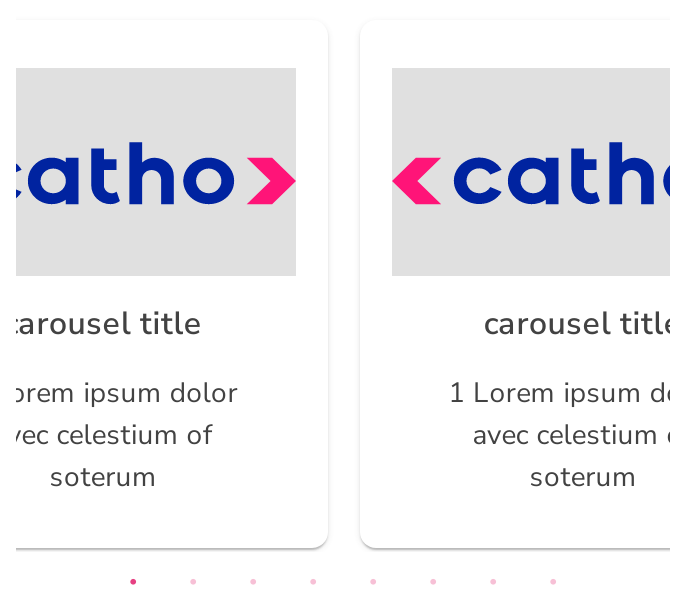 catho
carousel title
orem ipsum dolor
vec celestium of
soterum
catho
carousel title
1 Lorem ipsum do
avec celestium
soterum